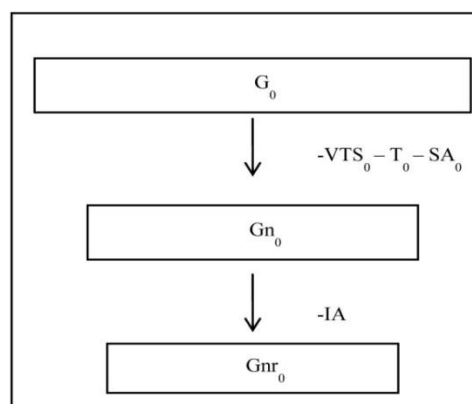 G₀
-VTS₀ – T₀ – SA₀
Gn₀
-IA
Gnr₀